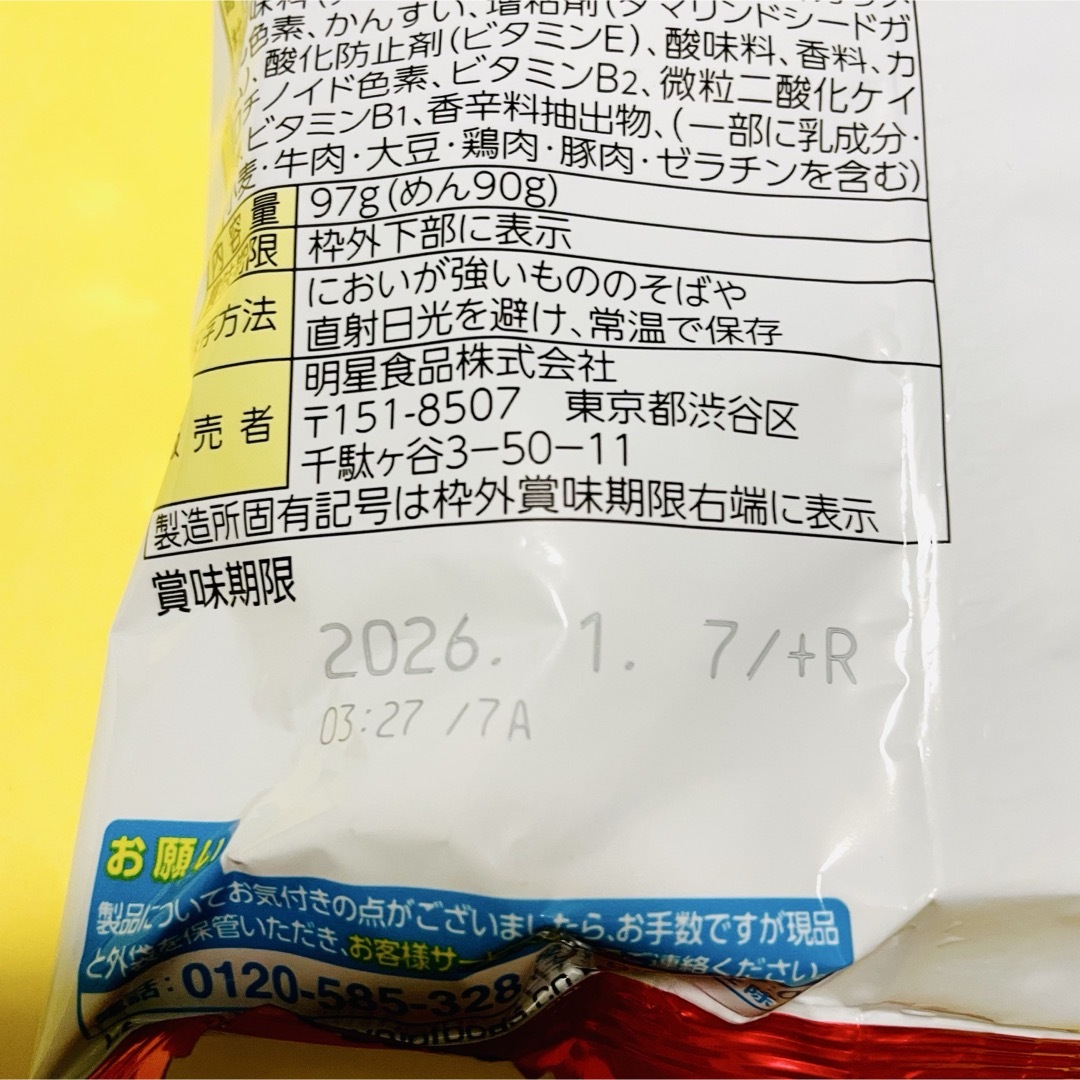 色素、かんすい、増粘剤(タマリンドシードガ
、酸化防止剤(ビタミンE)、酸味料、香料、カ
チノイド色素、ビタミンB2、微粒二酸化ケイ
ビタミンB1、香辛料抽出物、(一部に乳成分・
小麦・牛肉・大豆・鶏肉・豚肉・ゼラチンを含む)
内容量 97g(めん90g)
期限 枠外下部に表示
存方法 においが強いもののそばや
直射日光を避け、常温で保存
売者 明星食品株式会社
〒151-8507 東京都渋谷区
千駄ヶ谷3-50-11
製造所固有記号は枠外賞味期限右端に表示
賞味期限
2026. 1. 7/+R
03:27 /7A
お願い
製品についてお気付きの点がございましたら、お手数ですが現品
と外袋を保管いただき、お客様サー ご連絡ください
電話:0120-585-328